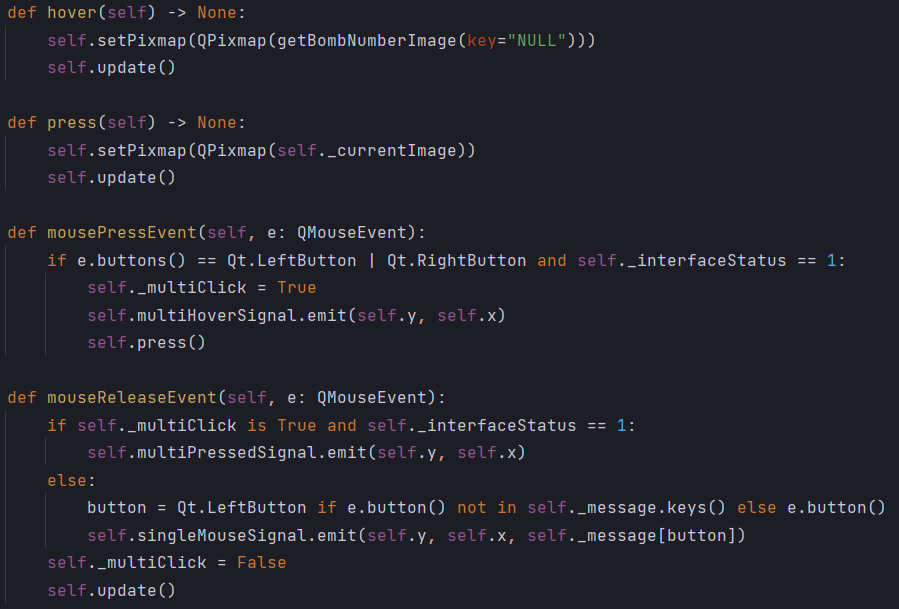 def hover(self) -> None:
    self.setPixmap(QPixmap(getBombNumberImage(key="NULL")))
    self.update()

def press(self) -> None:
    self.setPixmap(QPixmap(self._currentImage))
    self.update()

def mousePressEvent(self, e: QMouseEvent):
    if e.buttons() == Qt.LeftButton | Qt.RightButton and self._interfaceStatus == 1:
        self._multiClick = True
        self.multiHoverSignal.emit(self.y, self.x)
        self.press()

def mouseReleaseEvent(self, e: QMouseEvent):
    if self._multiClick is True and self._interfaceStatus == 1:
        self.multiPressedSignal.emit(self.y, self.x)
    else:
        button = Qt.LeftButton if e.button() not in self._message.keys() else e.button()
        self.singleMouseSignal.emit(self.y, self.x, self._message[button])
    self._multiClick = False
    self.update()